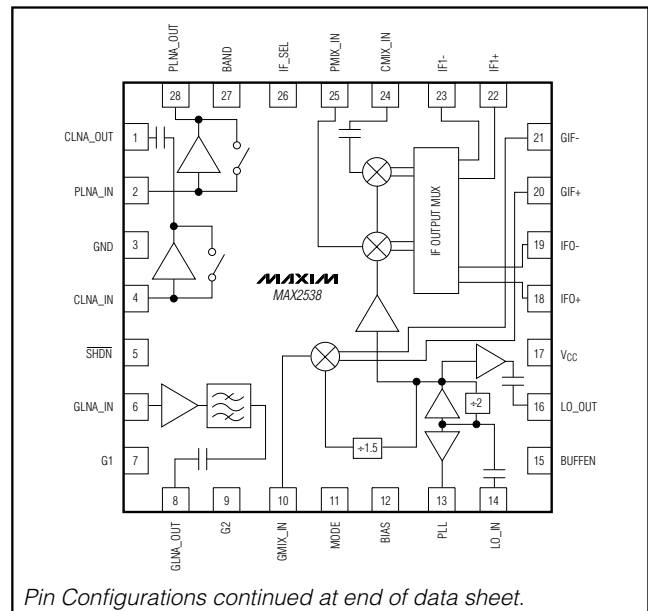 PLNA_OUT
BAND
IF_SEL
PMIX_IN
CMIX_IN
IF1-
IF1+
28
27
26
25
24
23
22
CLNA_OUT
1
PLNA_IN
2
GND
3
CLNA_IN
4
SHDN
5
GLNA_IN
6
G1
7
21
GIF-
20
GIF+
19
IF0-
18
IF0+
17
VCC
16
LO_OUT
15
BUFFEN
IF OUTPUT MUX
MAXIM
MAX2538
÷2
÷1.5
8
9
10
11
12
13
14
GLNA_OUT
G2
GMIX_IN
MODE
BIAS
PLL
LO_IN
Pin Configurations continued at end of data sheet.